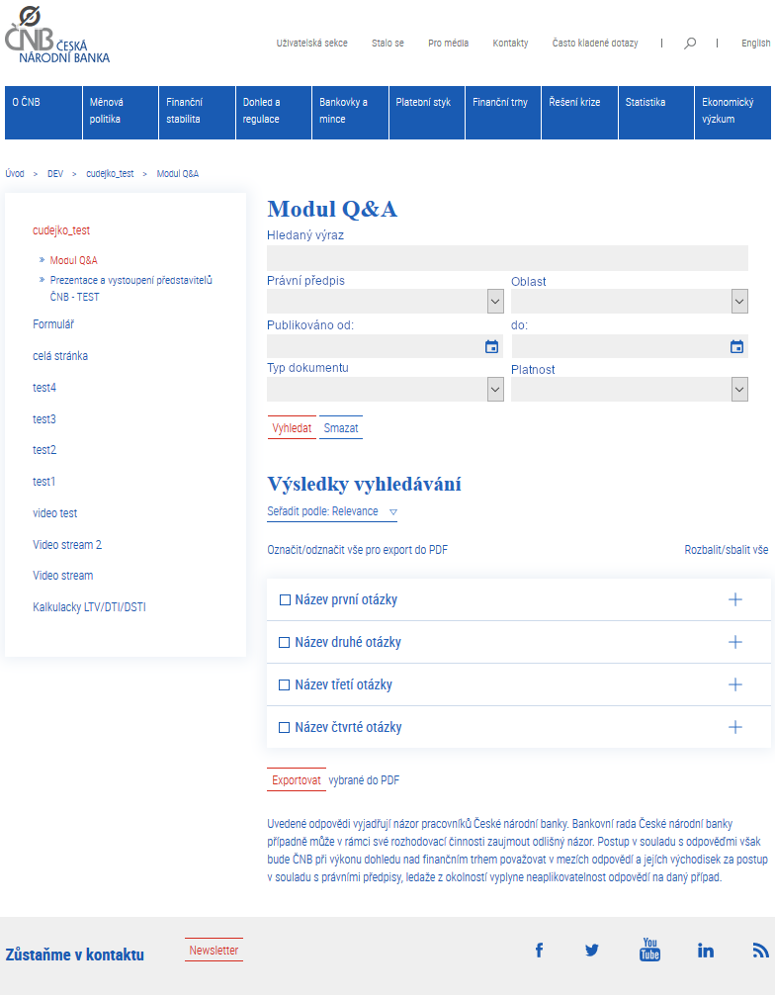 ČNB ČESKÁ
NÁRODNÍ BANKA
Uživatelská sekce Stalo se Pro média Kontakty Často kladené dotazy | | English
O ČNB
Měnová
politika
Finanční
stabilita
Dohled a
regulace
Bankovky a
mince
Platební styk
Finanční trhy
Řešení krize
Statistika
Ekonomický
výzkum
Úvod > DEV > cudejko_test > Modul Q&A
cudejko_test
» Modul Q&A
» Prezentace a vystoupení představitelů
ČNB - TEST
Formulář
celá stránka
test4
test3
test2
test1
video test
Video stream 2
Video stream
Kalkulacky LTV/DTI/DSTI
Modul Q&A
Hledaný výraz
Právní předpis Oblast
Publikováno od: do:
Typ dokumentu Platnost
Vyhledat Smazat
Výsledky vyhledávání
Seřadit podle: Relevance
Označit/odznačit vše pro export do PDF Rozbalit/sbalit vše
Název první otázky
Název druhé otázky
Název třetí otázky
Název čtvrté otázky
Exportovat vybrané do PDF
Uvedené odpovědi vyjadřují názor pracovníků České národní banky. Bankovní rada České národní banky
případně může v rámci své rozhodovací činnosti zaujmout odlišný názor. Postup v souladu s odpověďmi však
bude ČNB při výkonu dohledu nad finančním trhem považovat v mezích odpovědí a jejích východisek za postup
v souladu s právními předpisy, ledaže z okolností vyplyne neaplikovatelnost odpovědí na daný případ.
Zůstaňme v kontaktu Newsletter You
Tube